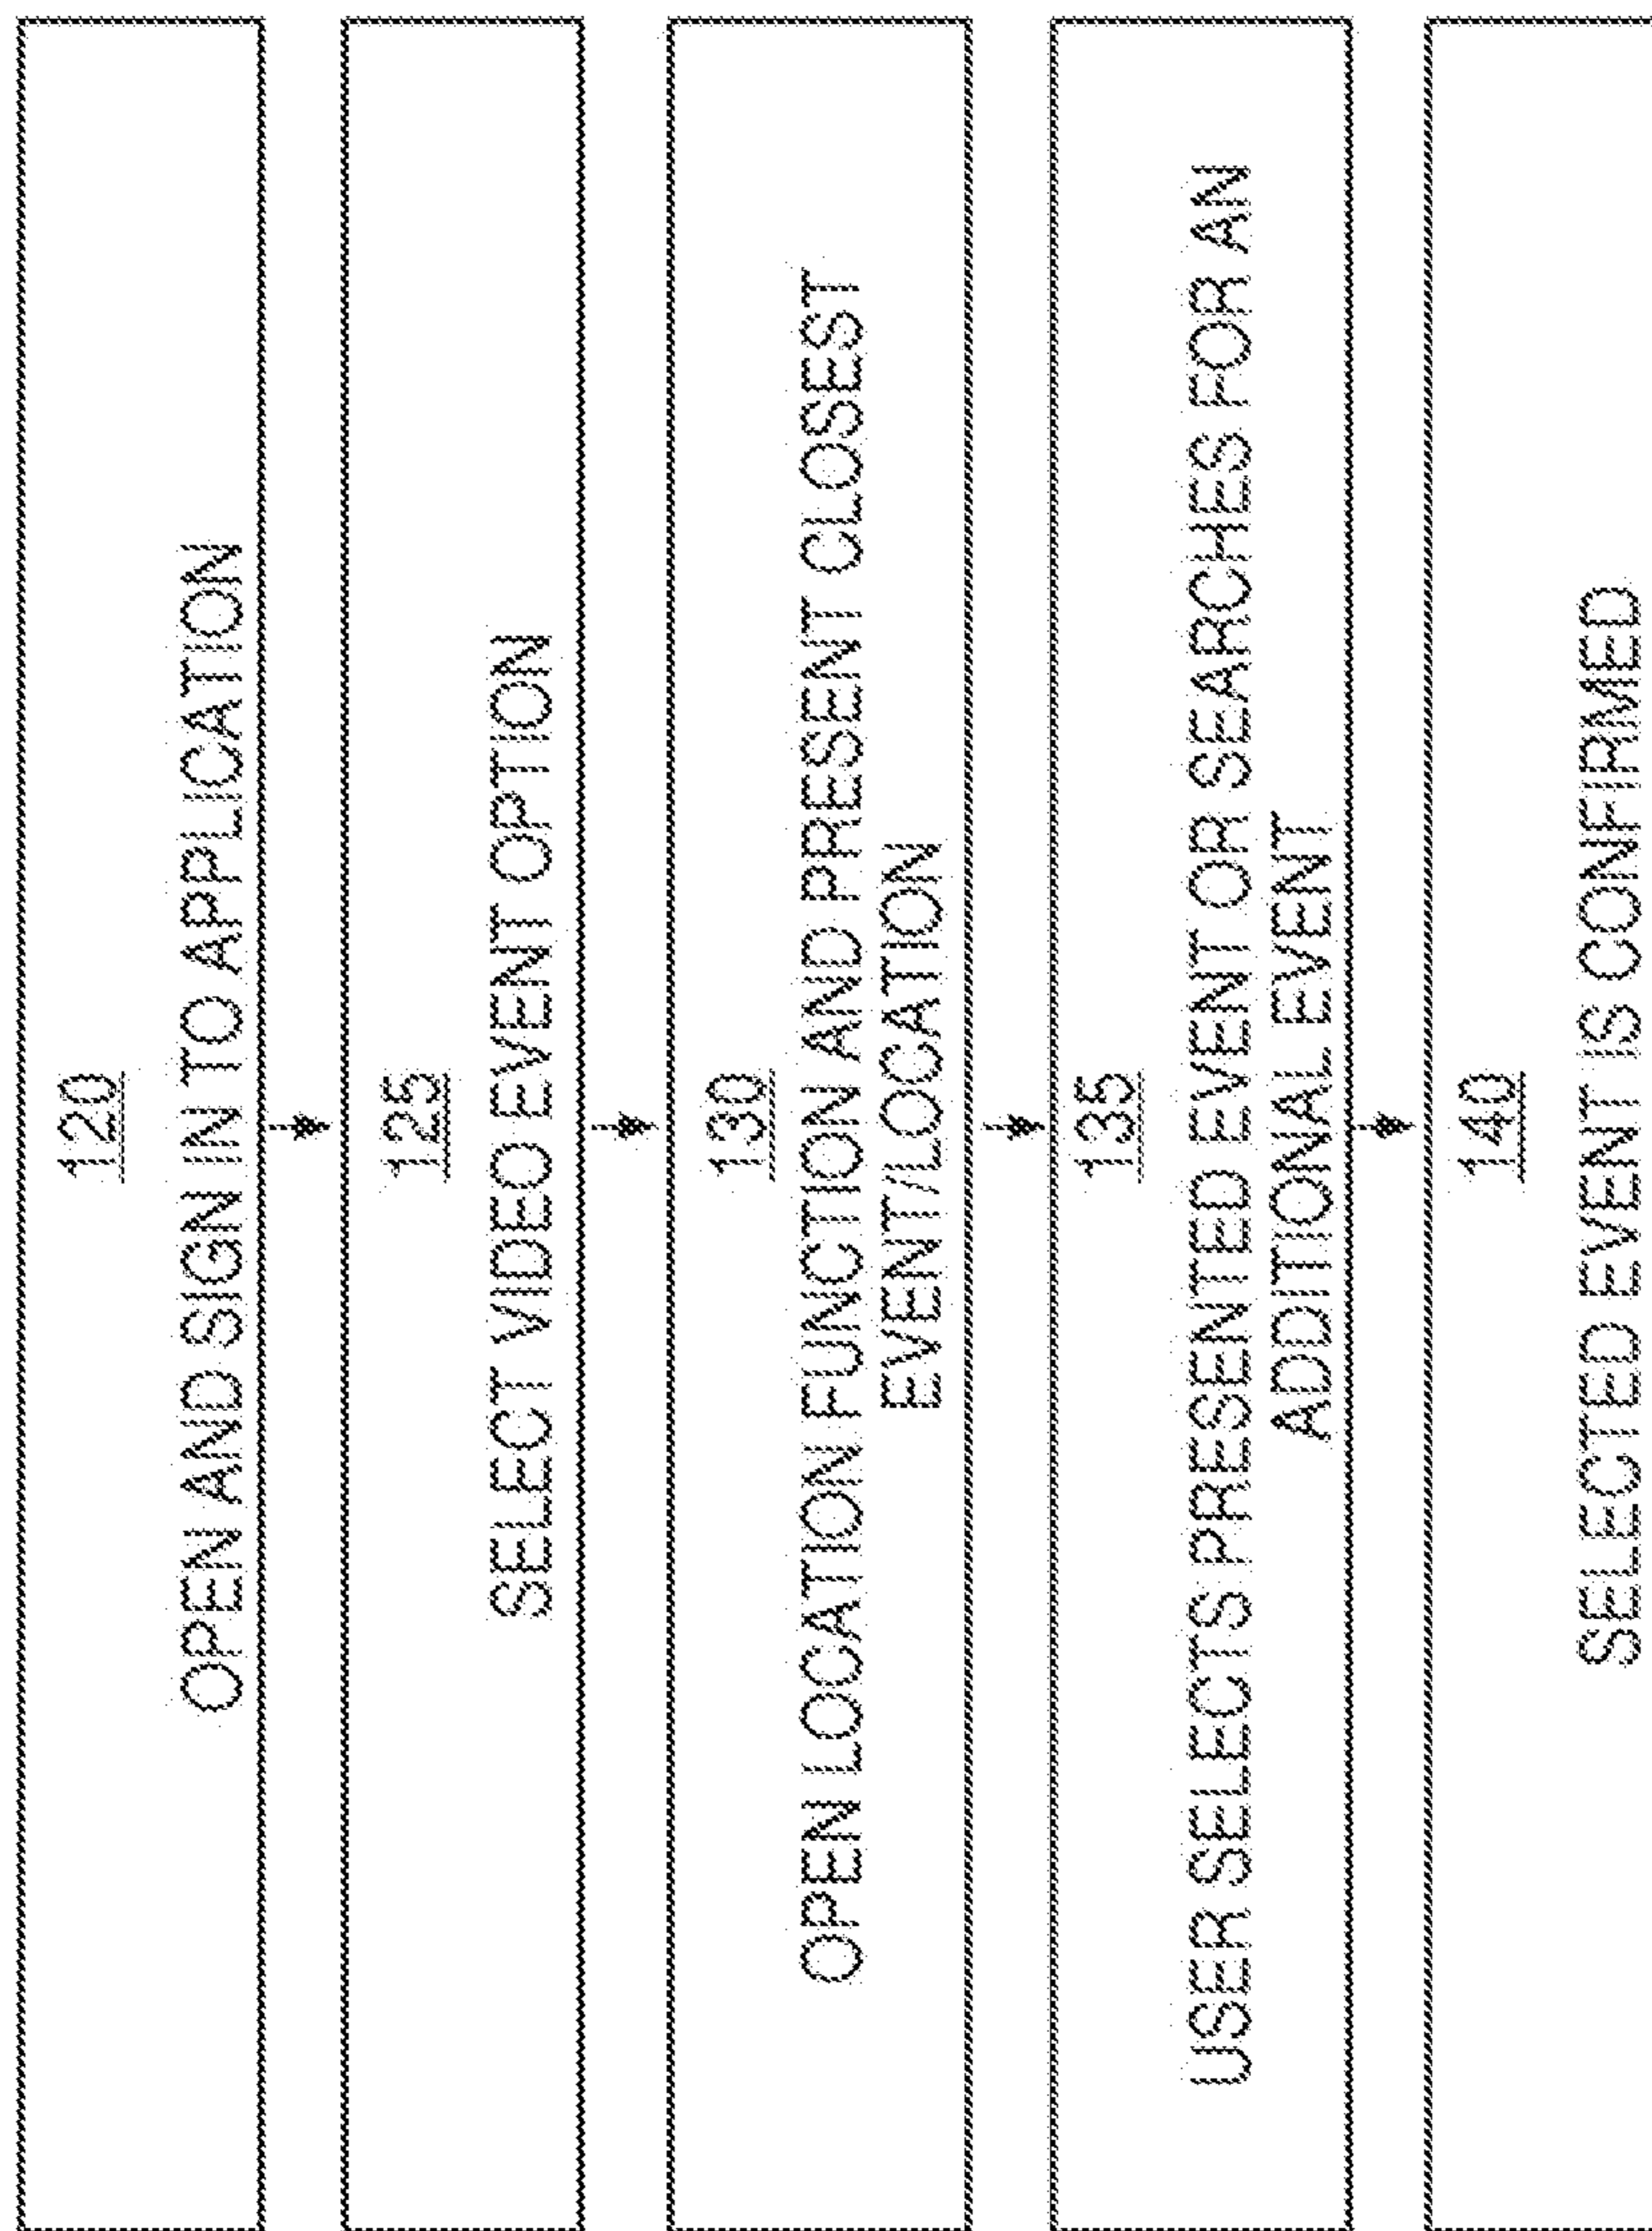 120
OPEN AND SIGN IN TO APPLICATION
125
SELECT VIDEO EVENT OPTION
130
OPEN LOCATION FUNCTION AND PRESENT CLOSEST
EVENT/LOCATION
135
USER SELECTS PRESENTED EVENT OR SEARCHES FOR AN
ADDITIONAL EVENT
140
SELECTED EVENT IS CONFIRMED